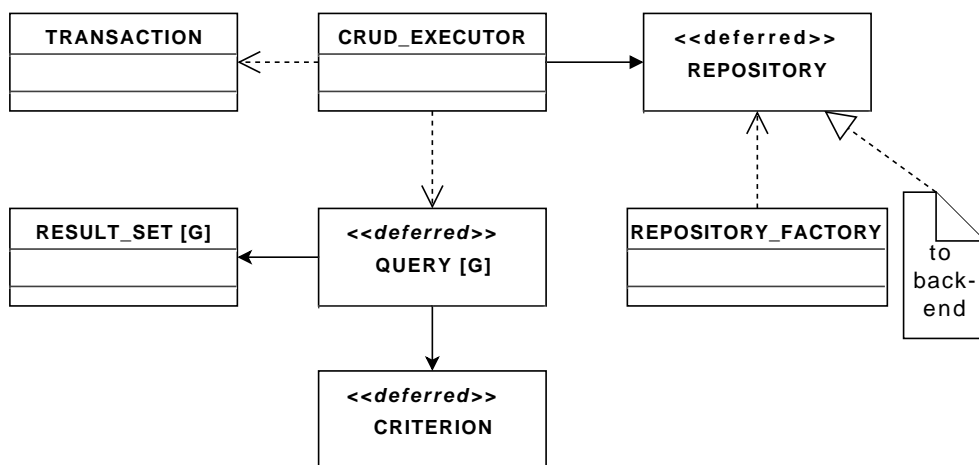 TRANSACTION
CRUD_EXECUTOR
<<deferred>>
REPOSITORY
RESULT_SET [G]
<<deferred>>
QUERY [G]
REPOSITORY_FACTORY
to
back-
end
<<deferred>>
CRITERION